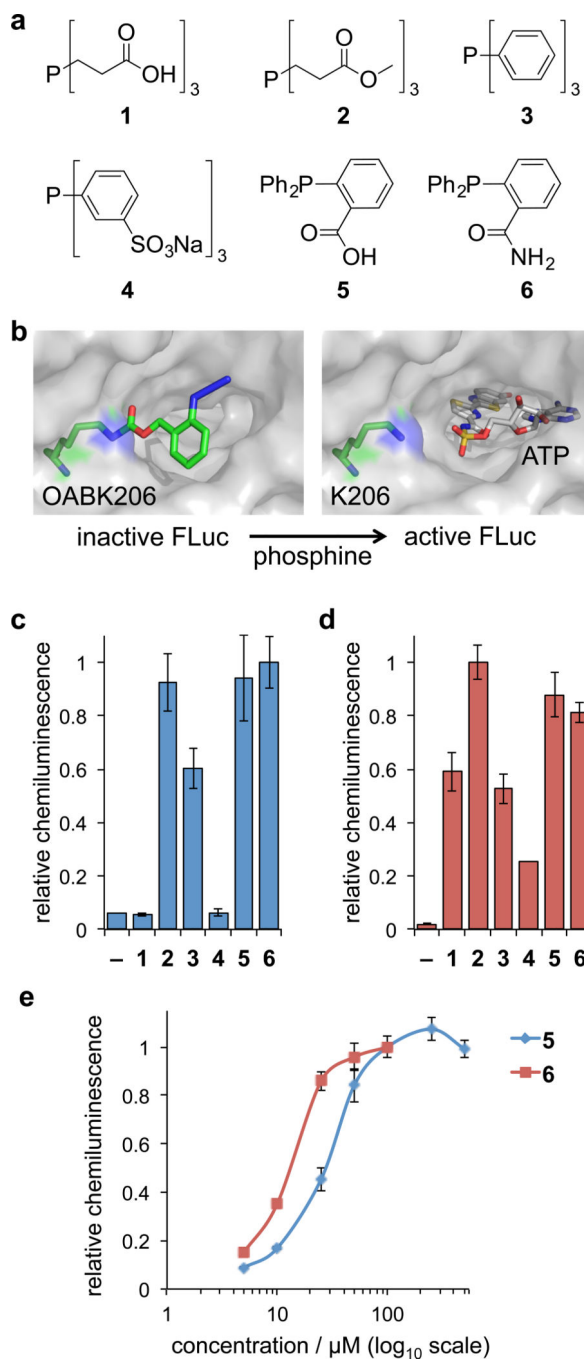 a
P
O
OH
3
1
P
O
O
3
2
P
3
3
P
SO3Na
3
4
Ph2P
O
OH
5
Ph2P
O
NH2
6
b
OABK206
K206
ATP
inactive FLuc
phosphine
active FLuc
c
relative chemiluminescence
1
0.8
0.6
0.4
0.2
0
– 1 2 3 4 5 6
d
relative chemiluminescence
1
0.8
0.6
0.4
0.2
0
– 1 2 3 4 5 6
e
relative chemiluminescence
1
0.8
0.6
0.4
0.2
0
1 10 100
concentration / µM (log10 scale)
5
6